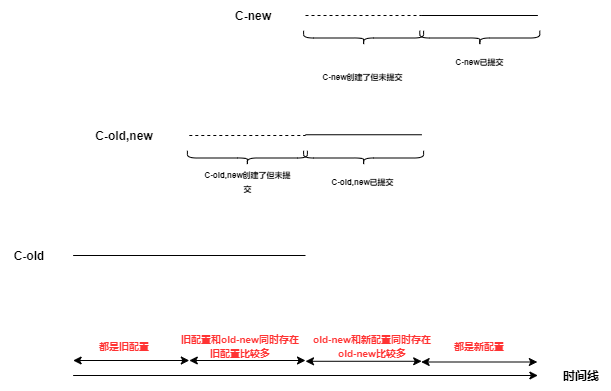 C-new
C-new创建了但未提交
C-new已提交
C-old,new
C-old,new创建了但未提
交
C-old,new已提交
C-old
都是旧配置
旧配置和old-new同时存在
旧配置比较多
old-new和新配置同时存在
old-new比较多
都是新配置
时间线